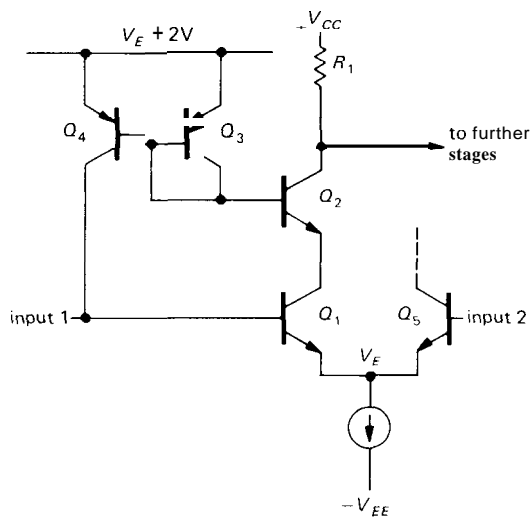 V_E + 2V
V_CC
R_1
Q_4
Q_3
to further
stages
Q_2
input 1
Q_1
Q_5
input 2
V_E
−V_EE